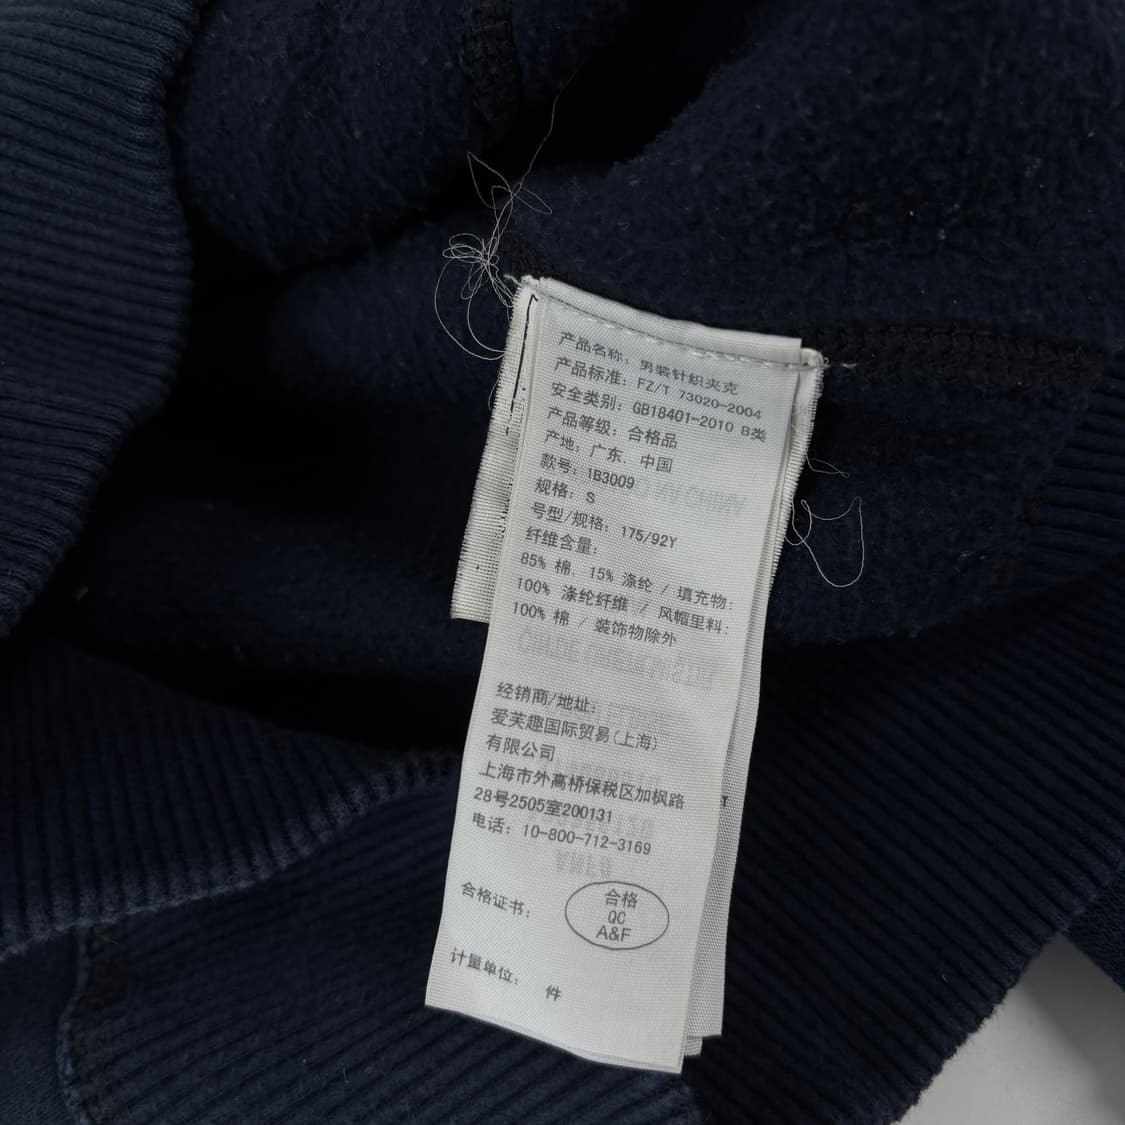 产品名称: 男装针织夹克
产品标准: FZ/T 73020-2004
安全类别: GB18401-2010 B类
产品等级: 合格品
产地: 广东、中国
款号: 1B3009
规格: S
号型/规格: 175/92Y
纤维含量:
85% 棉、15% 涤纶 / 填充物:
100% 涤纶纤维 / 风帽里料:
100% 棉 / 装饰物除外
经销商/地址:
爱芙趣国际贸易(上海)
有限公司
上海市外高桥保税区加枫路
28号2505室200131
电话: 10-800-712-3169
合格证书:
合格
QC
A&F
计量单位: 件